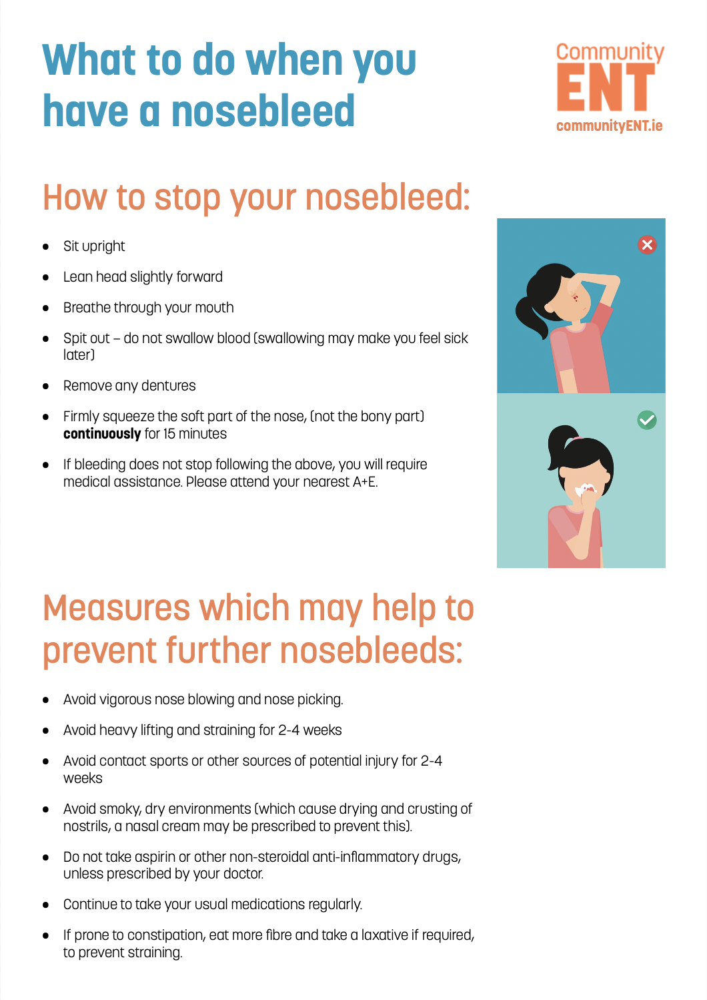 What to do when you
have a nosebleed
Community
ENT
communityENT.ie
How to stop your nosebleed:
• Sit upright
• Lean head slightly forward
• Breathe through your mouth
• Spit out – do not swallow blood (swallowing may make you feel sick
later)
• Remove any dentures
• Firmly squeeze the soft part of the nose, (not the bony part)
continuously for 15 minutes
• If bleeding does not stop following the above, you will require
medical assistance. Please attend your nearest A+E.
Measures which may help to
prevent further nosebleeds:
• Avoid vigorous nose blowing and nose picking.
• Avoid heavy lifting and straining for 2-4 weeks
• Avoid contact sports or other sources of potential injury for 2-4
weeks
• Avoid smoky, dry environments (which cause drying and crusting of
nostrils, a nasal cream may be prescribed to prevent this).
• Do not take aspirin or other non-steroidal anti-inflammatory drugs,
unless prescribed by your doctor.
• Continue to take your usual medications regularly.
• If prone to constipation, eat more fibre and take a laxative if required,
to prevent straining.